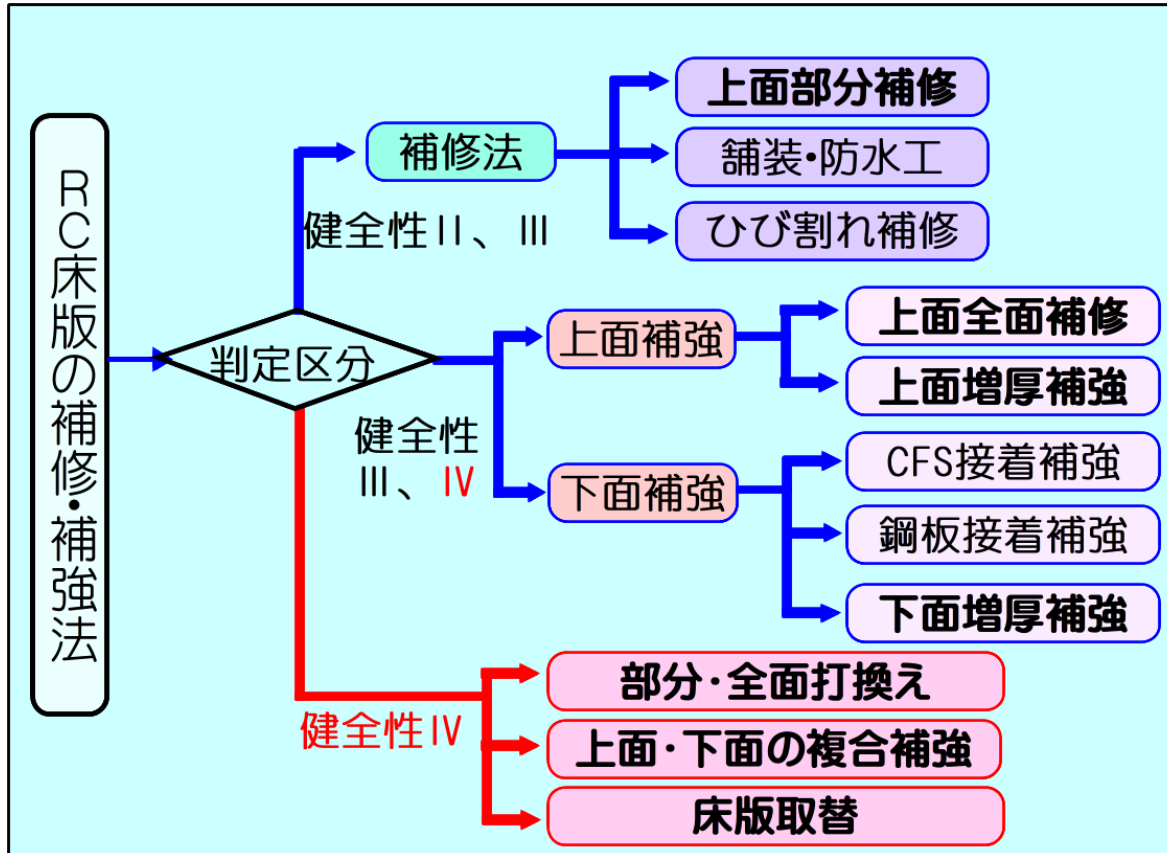 RC床版の補修・補強法
判定区分
健全性II、III
補修法
上面部分補修
舗装・防水工
ひび割れ補修
健全性
III、IV
上面補強
上面全面補修
上面増厚補強
下面補強
CFS接着補強
鋼板接着補強
下面増厚補強
健全性IV
部分・全面打換え
上面・下面の複合補強
床版取替